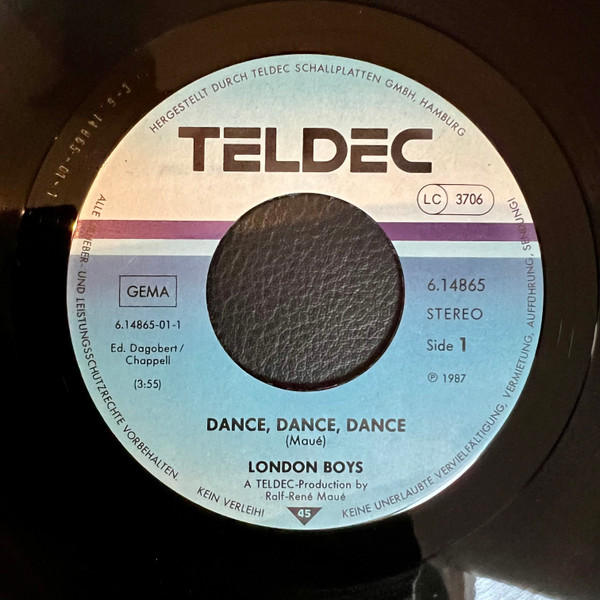 HERGESTELLT DURCH TELDEC SCHALLPLATTEN GMBH, HAMBURG
TELDEC
LC 3706
GEMA
6.14865-01-1
Ed. Dagobert/
Chappell
(3:55)
6.14865
STEREO
Side 1
℗ 1987
DANCE, DANCE, DANCE
(Maué)
LONDON BOYS
A TELDEC-Production by
Ralf-René Maué
45
UND LEISTUNGSSCHUTZRECHTE VORBEHALTEN.
KEIN VERLEIH!
KEINE UNERLAUBTE VERVIELFÄLTIGUNG, VERMIETUNG, AUFFÜHRUNG, SENDUNG!
ALLE